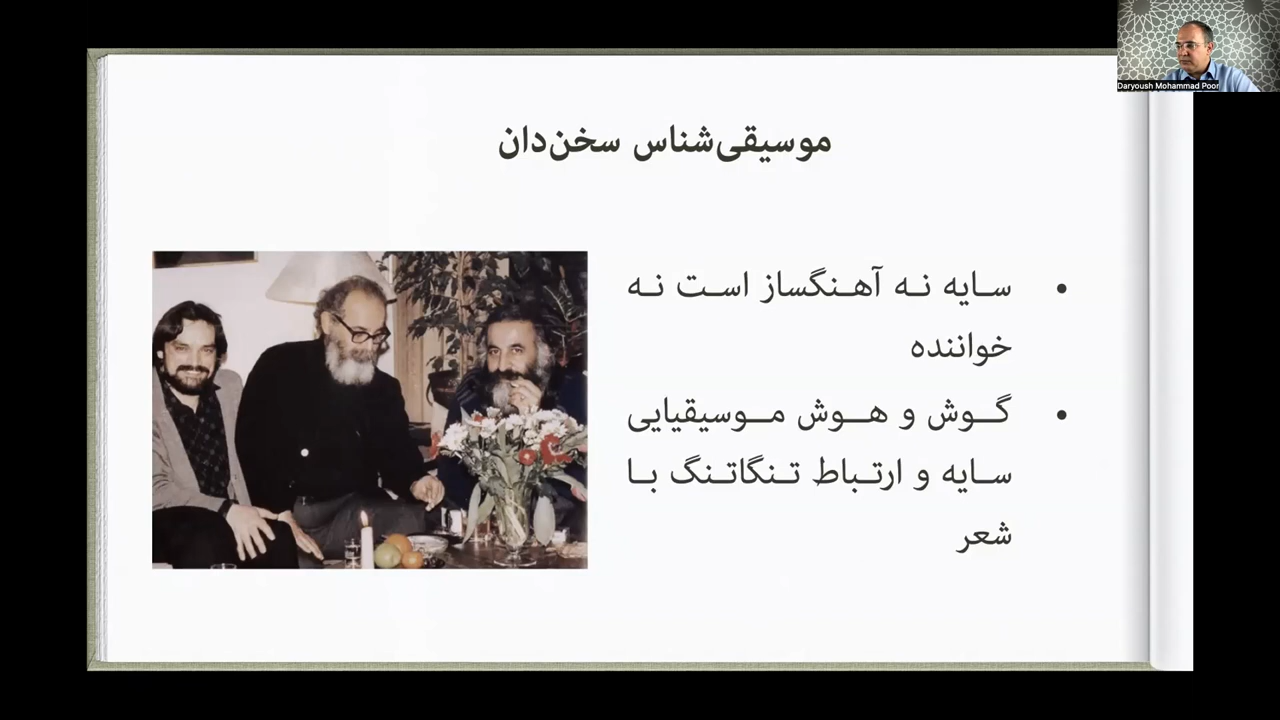 Daryoush Mohammad Poor
موسیقی‌شناس سخن‌دان
• سایه نه آهنگساز است نه
خواننده
• گوش و هوش موسیقیایی
سایه و ارتباط تنگاتنگ با
شعر